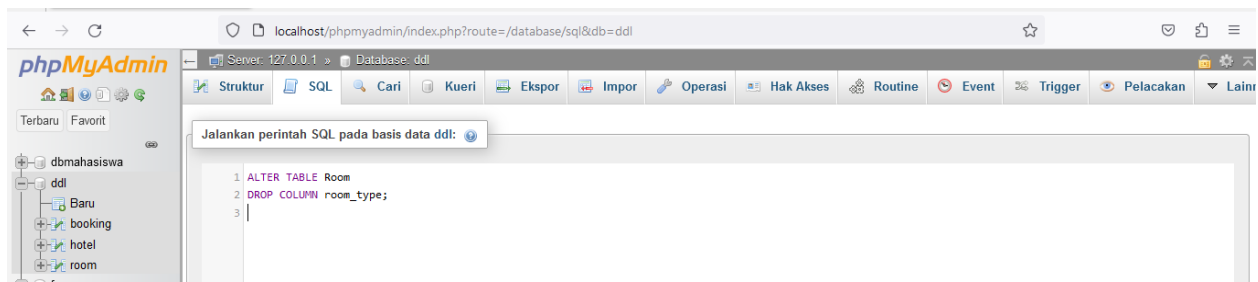 localhost/phpmyadmin/index.php?route=/database/sql&db=ddl
phpMyAdmin
Server: 127.0.0.1 » Database: ddl
Struktur SQL Cari Kueri Ekspor Impor Operasi Hak Akses Routine Event Trigger Pelacakan
Terbaru Favorit
Jalankan perintah SQL pada basis data ddl:
dbmahasiswa
ddl
Baru
booking
hotel
room
1 ALTER TABLE Room
2 DROP COLUMN room_type;
3